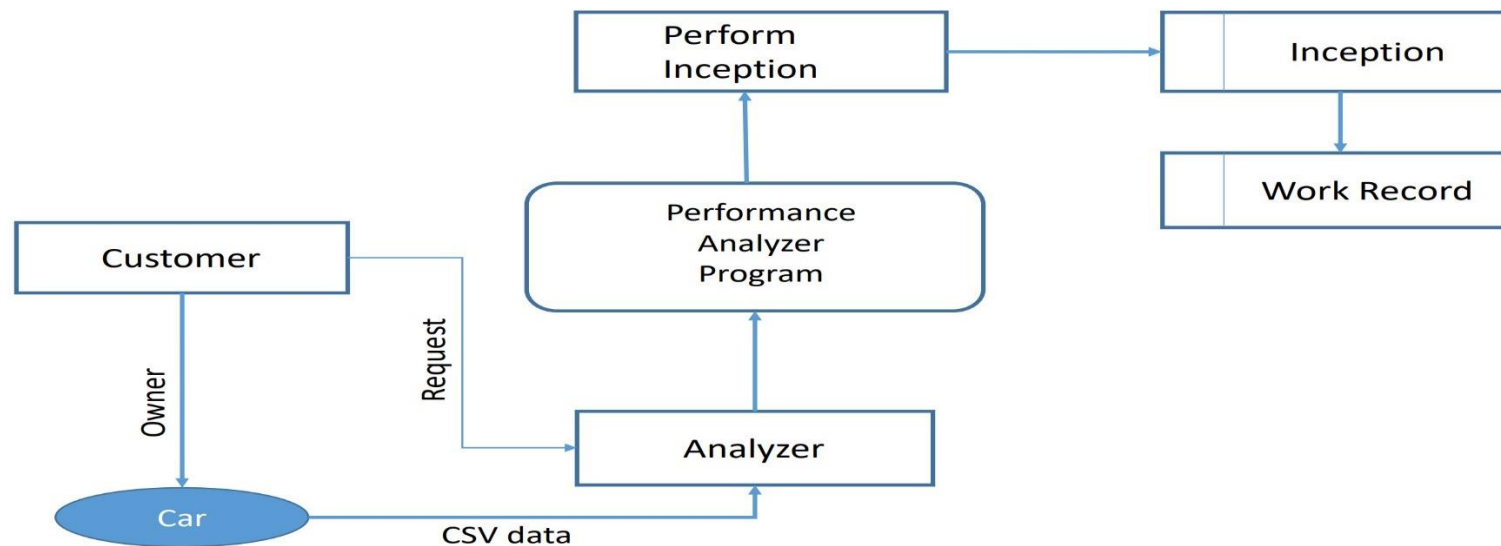 Perform
Inception
Inception
Work Record
Performance
Analyzer
Program
Customer
Owner
Request
Analyzer
Car
CSV data